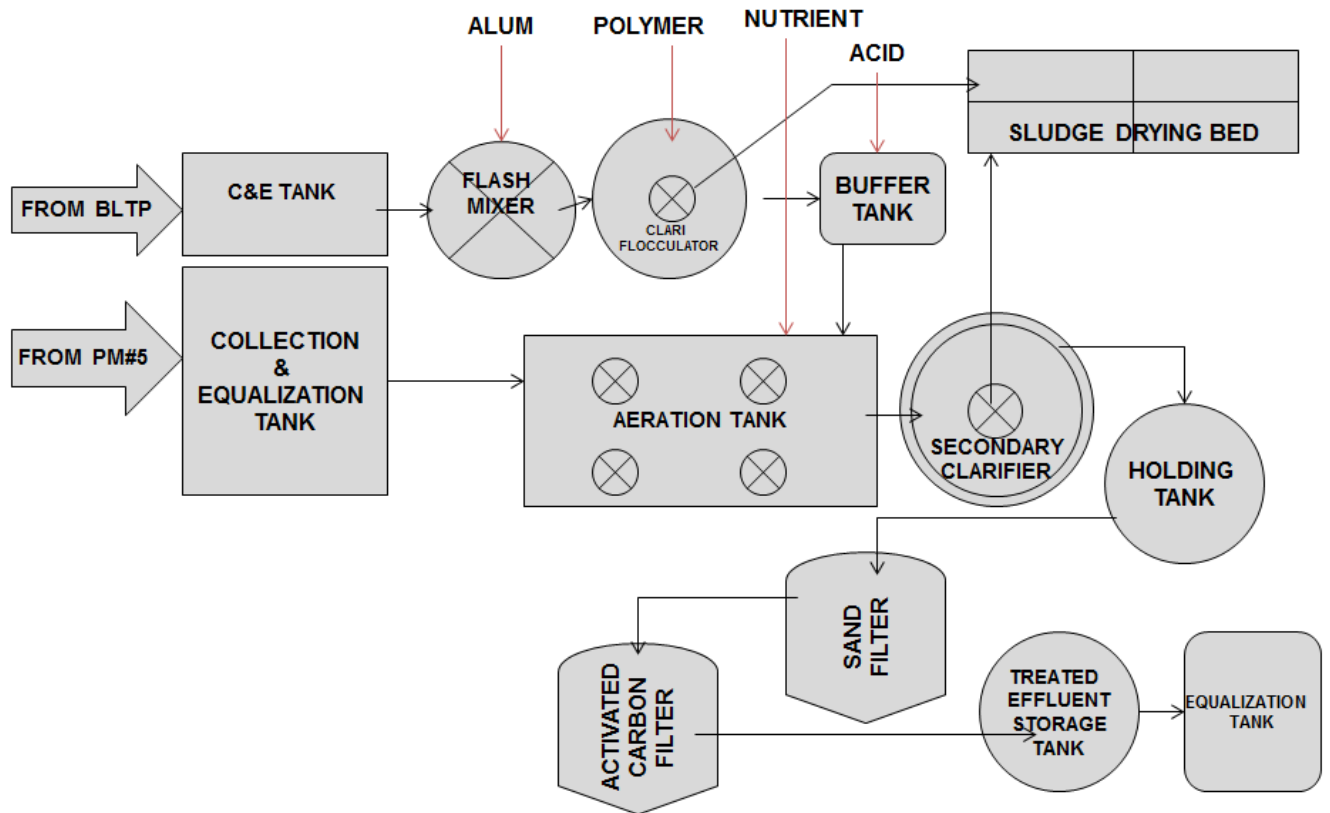 ALUM
POLYMER
NUTRIENT
ACID
SLUDGE DRYING BED
FROM BLTP
C&E TANK
FLASH
MIXER
CLARI
FLOCCULATOR
BUFFER
TANK
FROM PM#5
COLLECTION
&
EQUALIZATION
TANK
AERATION TANK
SECONDARY
CLARIFIER
HOLDING
TANK
SAND
FILTER
ACTIVATED
CARBON
FILTER
TREATED
EFFLUENT
STORAGE
TANK
EQUALIZATION
TANK